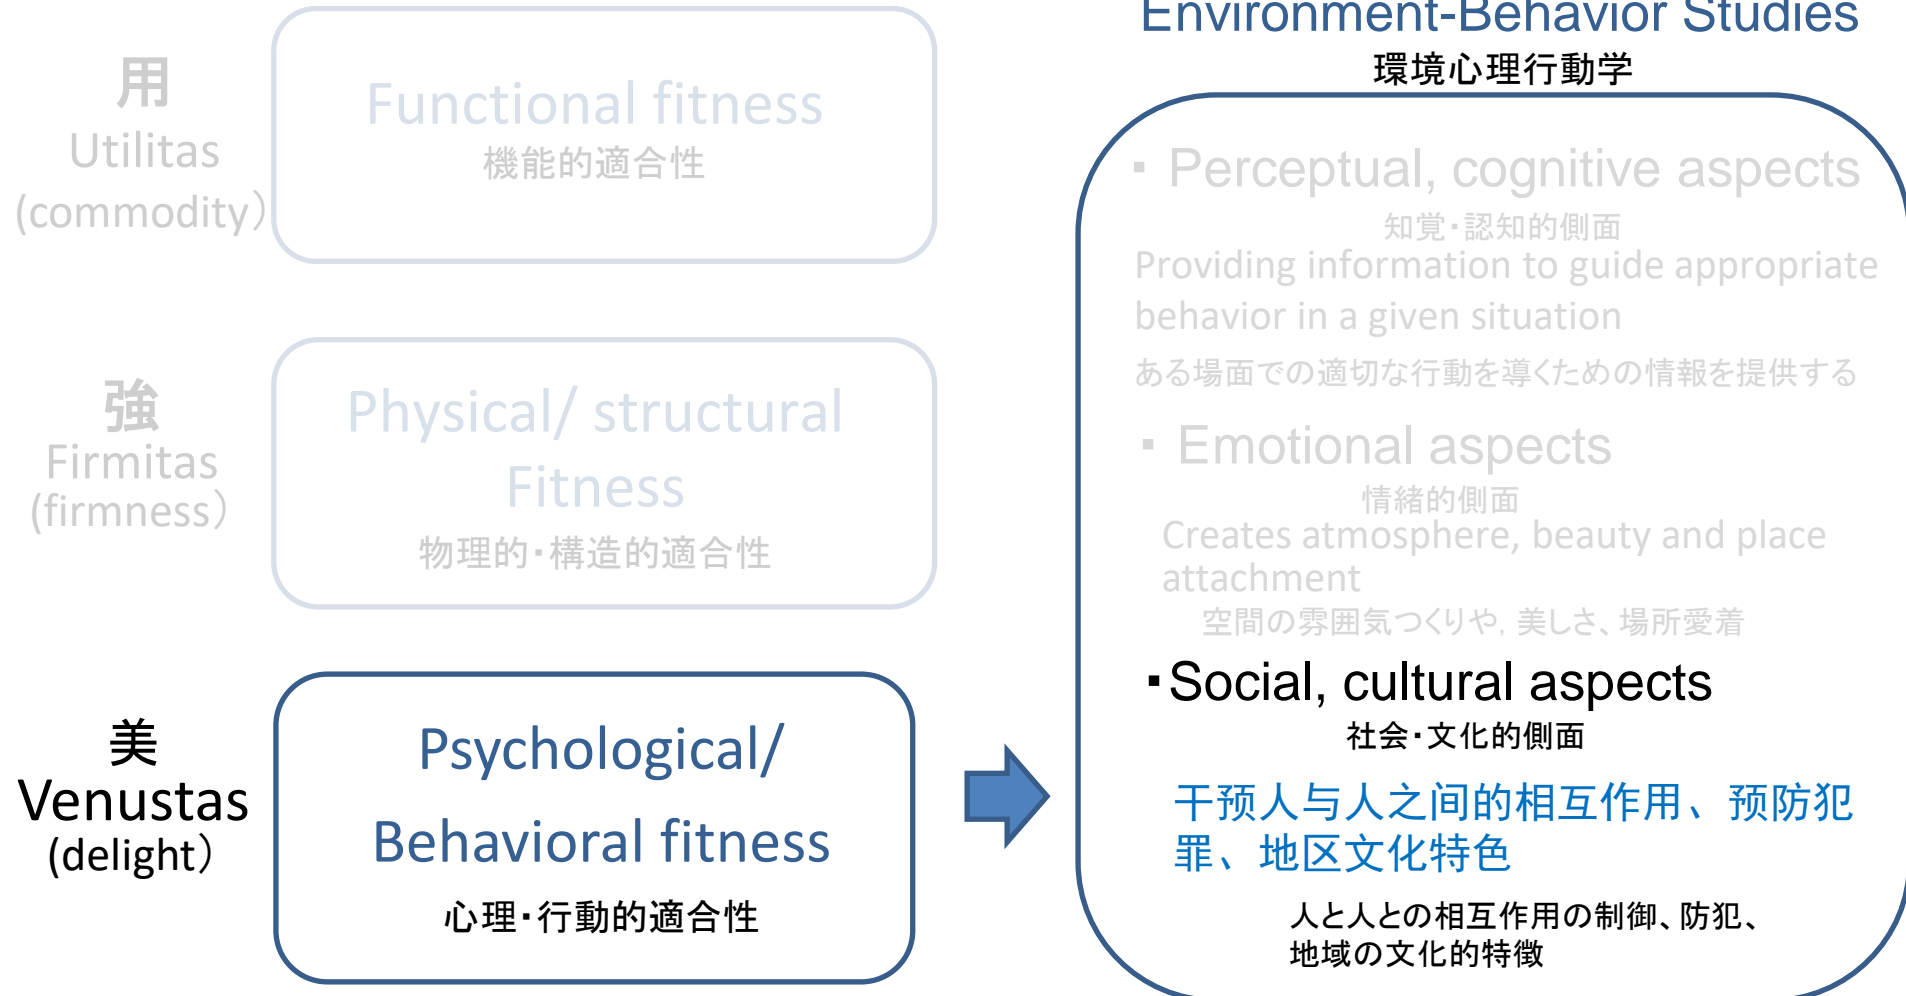 用
Utilitas
(commodity）
Functional fitness
機能的適合性
強
Firmitas
(firmness）
Physical/ structural
Fitness
物理的・構造的適合性
美
Venustas
(delight）
Psychological/
Behavioral fitness
心理・行動的適合性
Environment-Behavior Studies
環境心理行動学
・Perceptual, cognitive aspects
知覚・認知的側面
Providing information to guide appropriate
behavior in a given situation
ある場面での適切な行動を導くための情報を提供する
・Emotional aspects
情緒的側面
Creates atmosphere, beauty and place
attachment
空間の雰囲気つくりや, 美しさ、場所愛着
・Social, cultural aspects
社会・文化的側面
干预人与人之间的相互作用、预防犯
罪、地区文化特色
人と人との相互作用の制御、防犯、
地域の文化的特徴